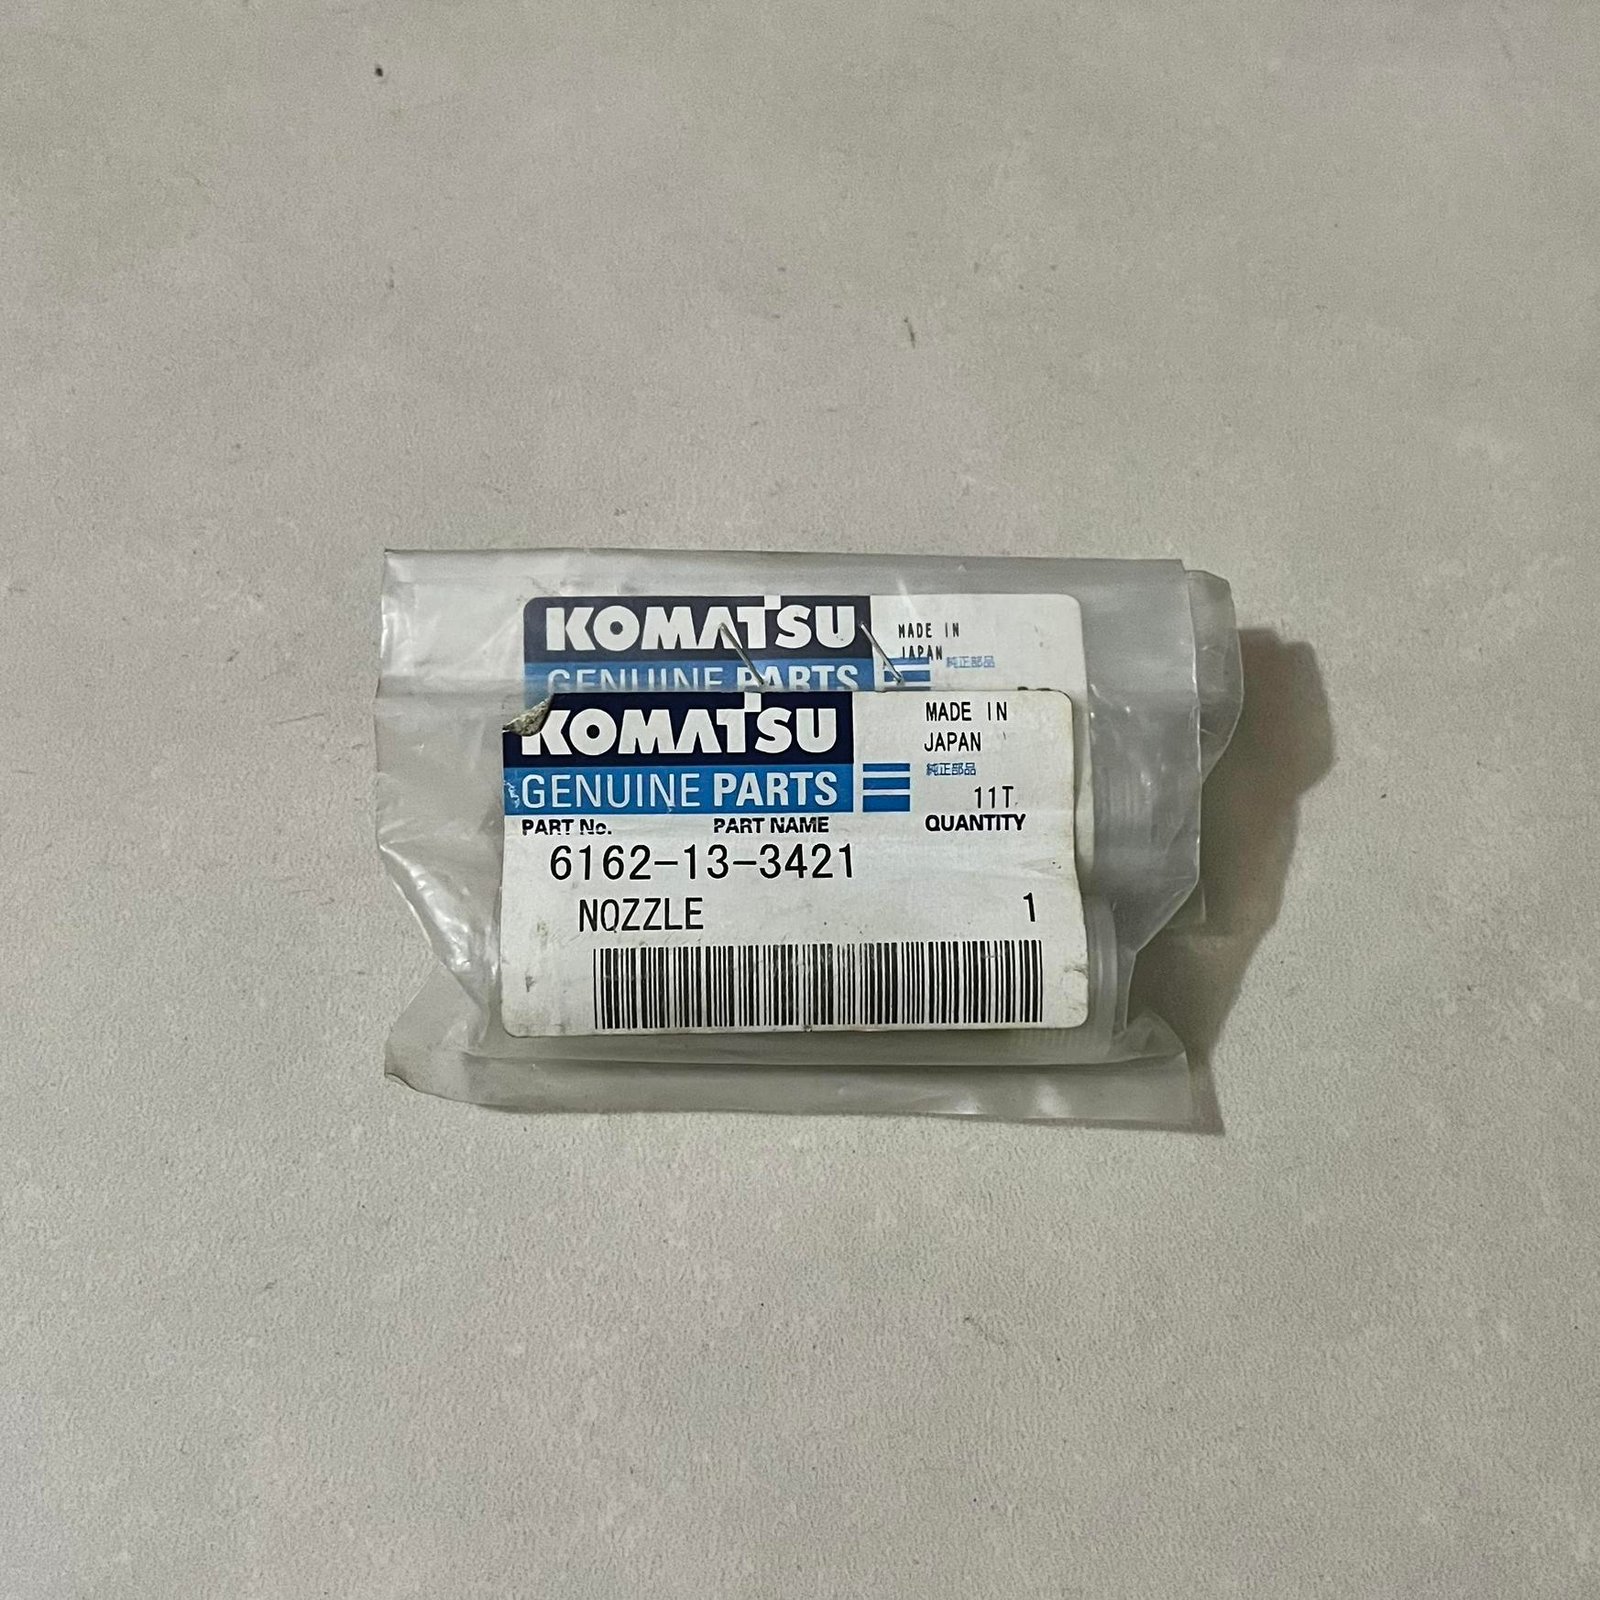 KOMATSU MADE IN
JAPAN 純正部品
GENUINE PARTS
KOMATSU MADE IN
JAPAN
GENUINE PARTS 純正部品
11T
PART No. PART NAME QUANTITY
6162-13-3421
NOZZLE 1